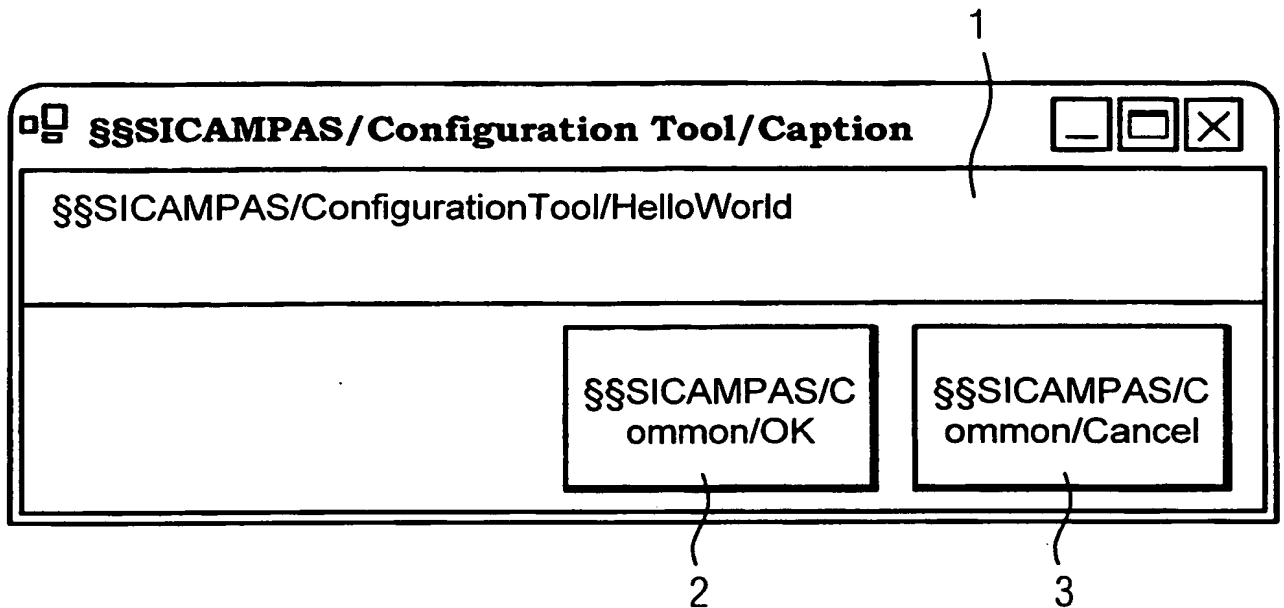 1
§§SICAMPAS/Configuration Tool/Caption
§§SICAMPAS/ConfigurationTool/HelloWorld
§§SICAMPAS/C
ommon/OK
§§SICAMPAS/C
ommon/Cancel
2
3